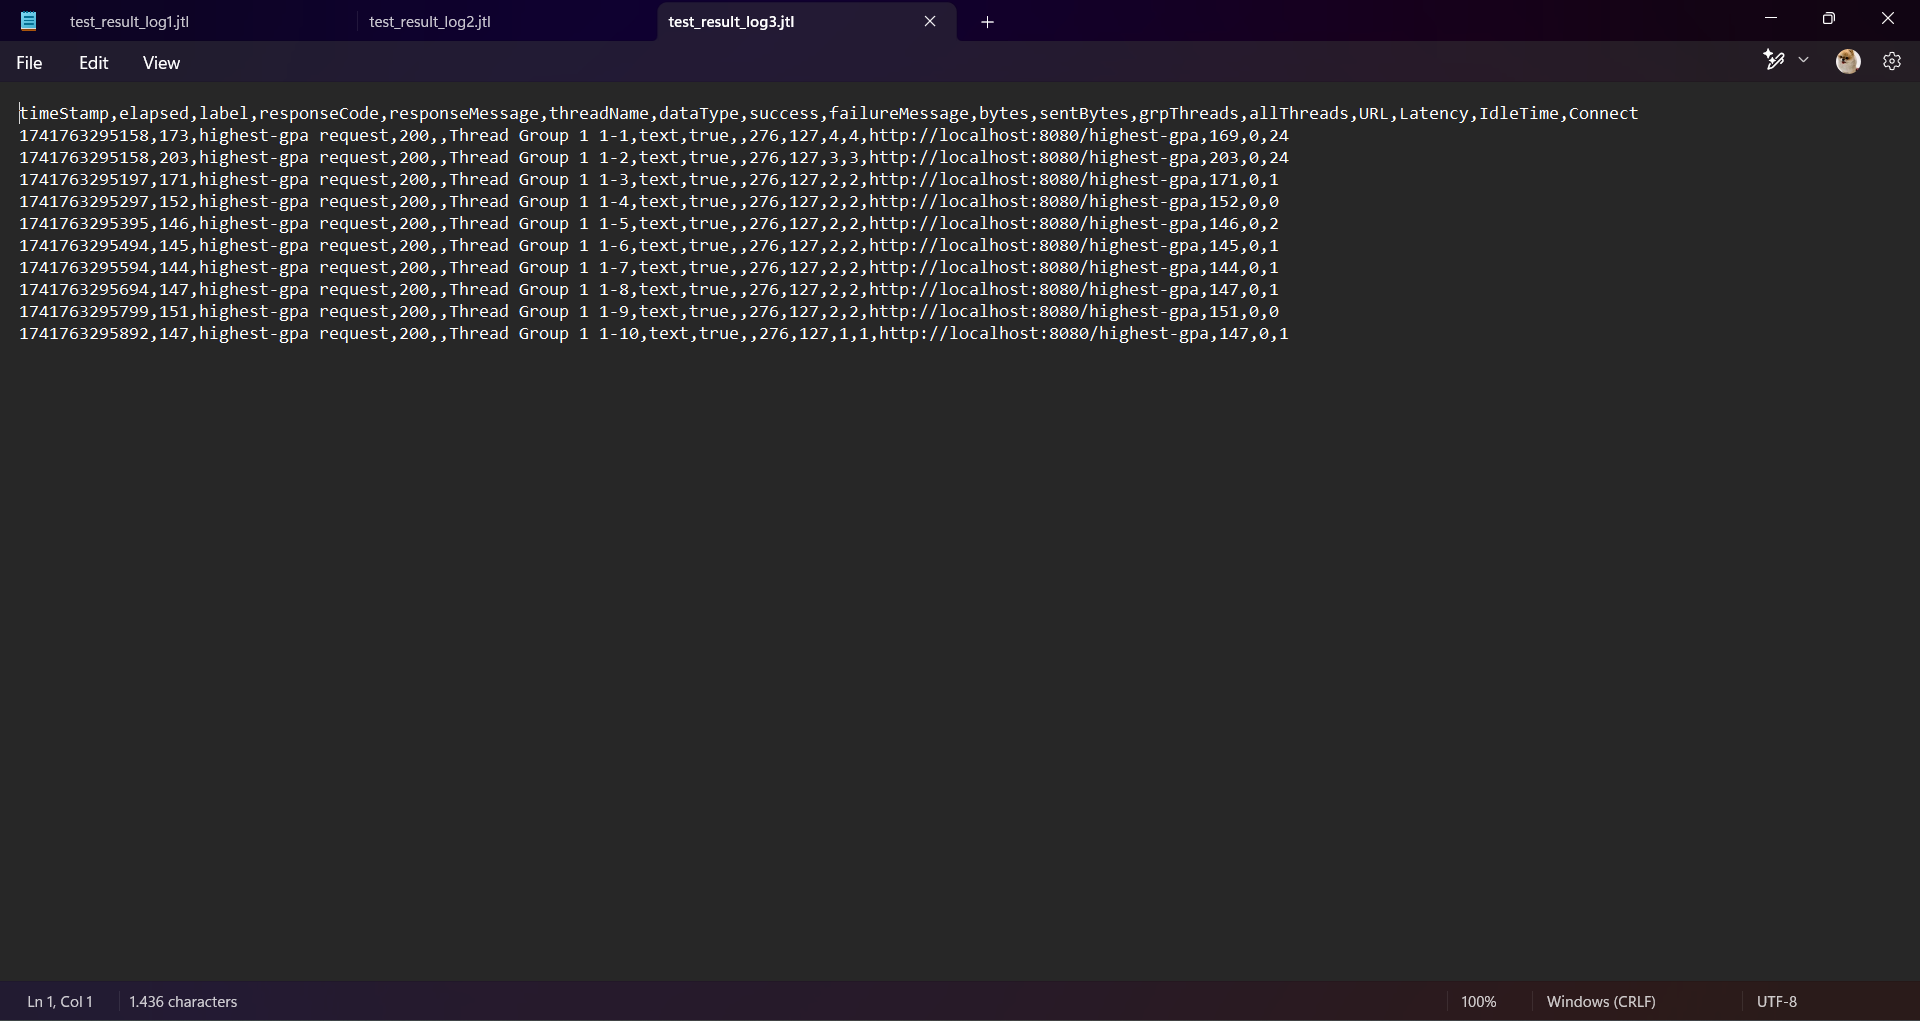 test_result_log1.jtl
test_result_log2.jtl
test_result_log3.jtl
File Edit View
timeStamp,elapsed,label,responseCode,responseMessage,threadName,dataType,success,failureMessage,bytes,sentBytes,grpThreads,allThreads,URL,Latency,IdleTime,Connect
1741763295158,173,highest-gpa request,200,,Thread Group 1 1-1,text,true,,276,127,4,4,http://localhost:8080/highest-gpa,169,0,24
1741763295158,203,highest-gpa request,200,,Thread Group 1 1-2,text,true,,276,127,3,3,http://localhost:8080/highest-gpa,203,0,24
1741763295197,171,highest-gpa request,200,,Thread Group 1 1-3,text,true,,276,127,2,2,http://localhost:8080/highest-gpa,171,0,1
1741763295297,152,highest-gpa request,200,,Thread Group 1 1-4,text,true,,276,127,2,2,http://localhost:8080/highest-gpa,152,0,0
1741763295395,146,highest-gpa request,200,,Thread Group 1 1-5,text,true,,276,127,2,2,http://localhost:8080/highest-gpa,146,0,2
1741763295494,145,highest-gpa request,200,,Thread Group 1 1-6,text,true,,276,127,2,2,http://localhost:8080/highest-gpa,145,0,1
1741763295594,144,highest-gpa request,200,,Thread Group 1 1-7,text,true,,276,127,2,2,http://localhost:8080/highest-gpa,144,0,1
1741763295694,147,highest-gpa request,200,,Thread Group 1 1-8,text,true,,276,127,2,2,http://localhost:8080/highest-gpa,147,0,1
1741763295799,151,highest-gpa request,200,,Thread Group 1 1-9,text,true,,276,127,2,2,http://localhost:8080/highest-gpa,151,0,0
1741763295892,147,highest-gpa request,200,,Thread Group 1 1-10,text,true,,276,127,1,1,http://localhost:8080/highest-gpa,147,0,1
Ln 1, Col 1
1.436 characters
100%
Windows (CRLF)
UTF-8